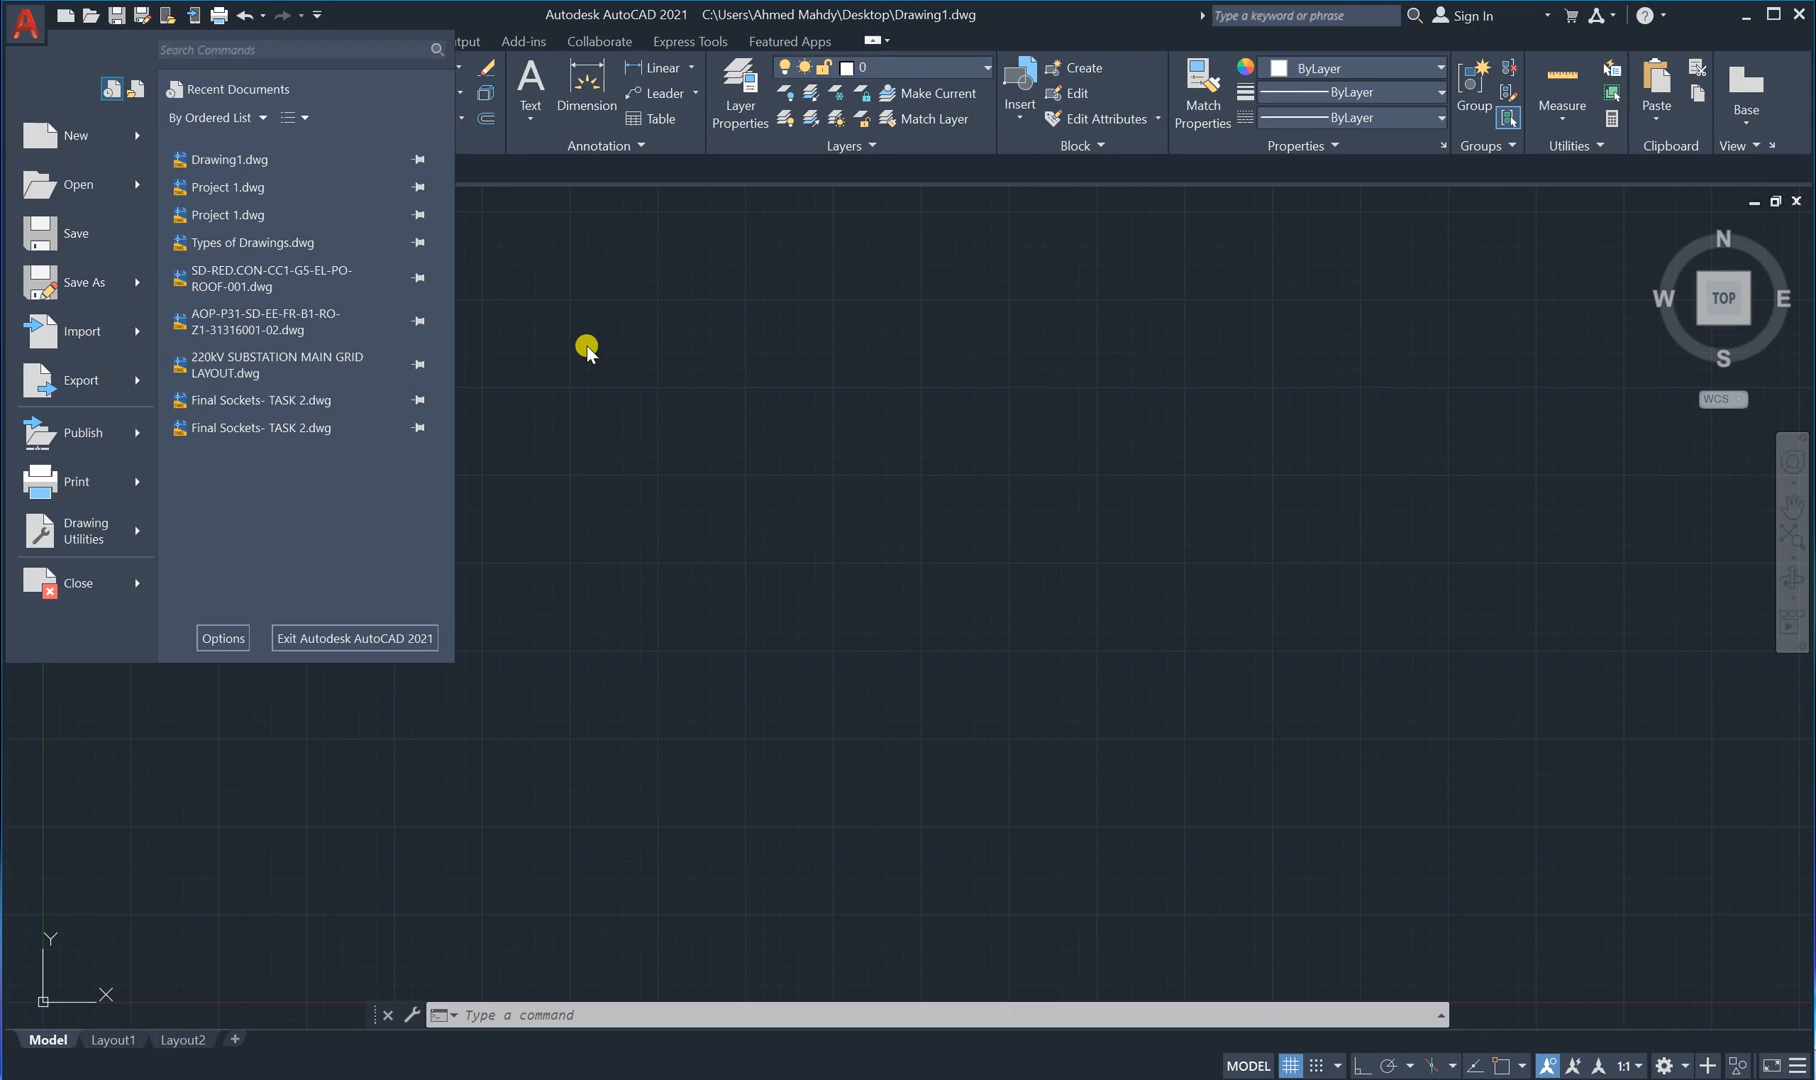 Autodesk AutoCAD 2021 C:\Users\Ahmed Mahdy\Desktop\Drawing1.dwg
Type a keyword or phrase
Sign In
Search Commands
Add-ins Collaborate Express Tools Featured Apps
Recent Documents
By Ordered List
New
Open
Save
Save As
Import
Export
Publish
Print
Drawing
Utilities
Close
Drawing1.dwg
Project 1.dwg
Project 1.dwg
Types of Drawings.dwg
SD-RED.CON-CC1-G5-EL-PO-
ROOF-001.dwg
AOP-P31-SD-EE-FR-B1-RO-
Z1-31316001-02.dwg
220kV SUBSTATION MAIN GRID
LAYOUT.dwg
Final Sockets- TASK 2.dwg
Final Sockets- TASK 2.dwg
Options
Exit Autodesk AutoCAD 2021
Text
Dimension
Linear
Leader
Table
Annotation
Layer
Properties
0
Make Current
Match Layer
Layers
Insert
Create
Edit
Edit Attributes
Block
Match
Properties
ByLayer
ByLayer
ByLayer
Properties
Group
Groups
Measure
Utilities
Paste
Clipboard
Base
View
N
W TOP E
S
WCS
Y
X
Type a command
Model Layout1 Layout2
MODEL
1:1